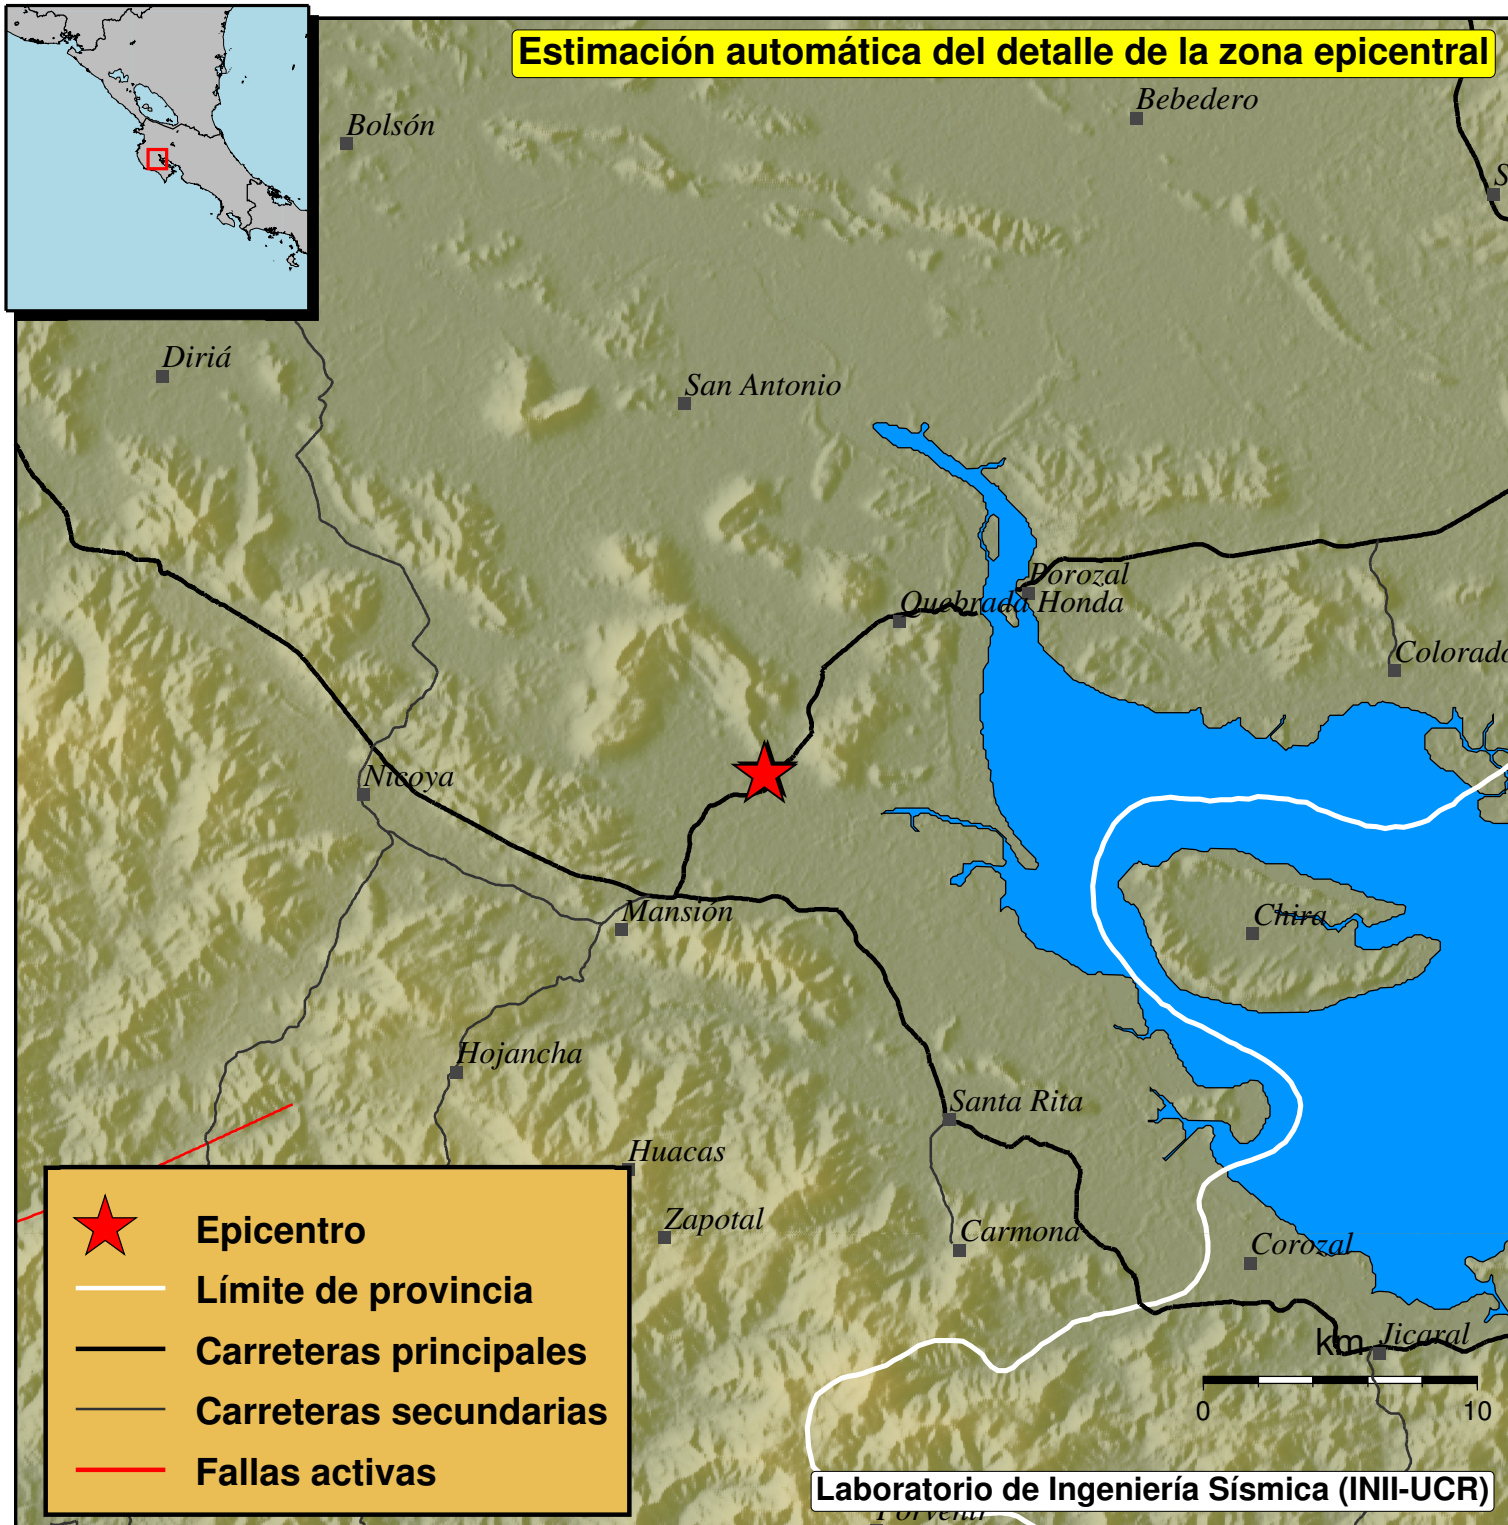 Estimación automática del detalle de la zona epicentral
Bebedero
Bolsón
S
Diriá
San Antonio
Porozal
Quebrada Honda
Colorado
Nicoya
Mansión
Chira
Hojancha
Santa Rita
Huacas
Zapotal
Carmona
Corozal
Epicentro
Límite de provincia
Carreteras principales
Carreteras secundarias
Fallas activas
km
Jicaral
0
10
Laboratorio de Ingeniería Sísmica (INII-UCR)
Porvenir